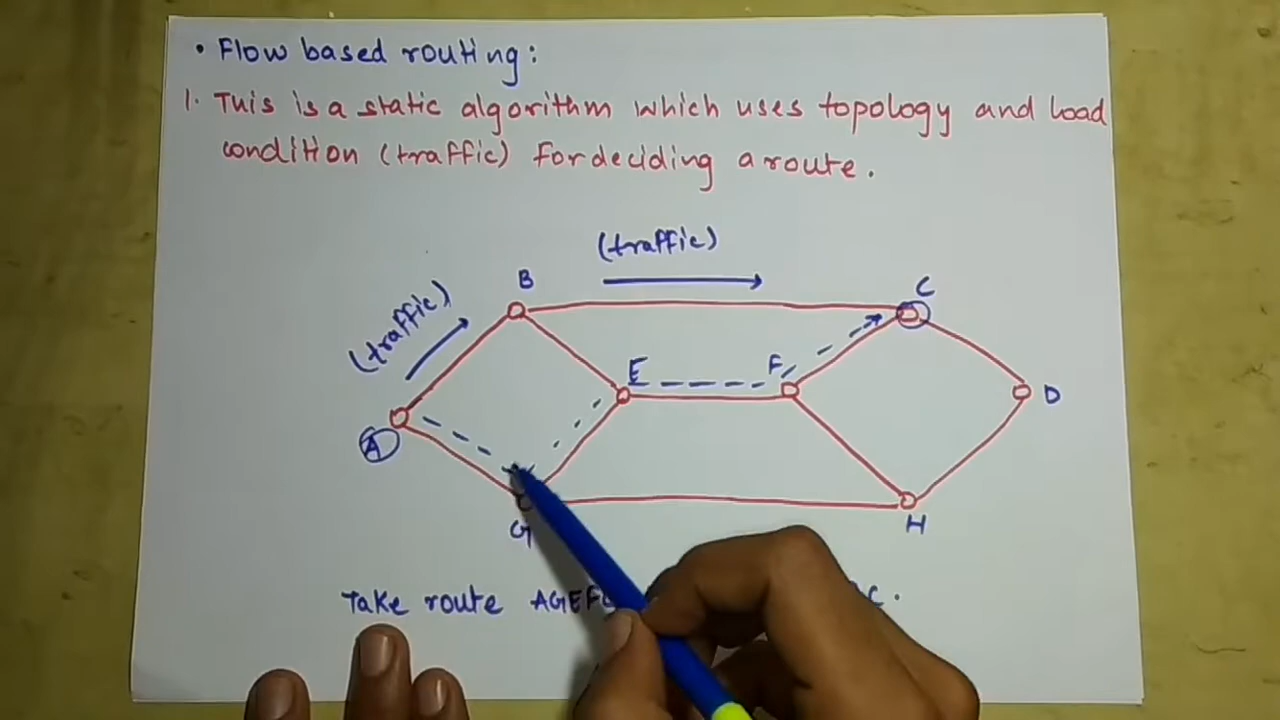 • Flow based routing:
1. This is a static algorithm which uses topology and load
condition (traffic) for deciding a route.
(traffic)
B
C
(traffic)
E
F
D
A
G
H
Take route AGEF
C.